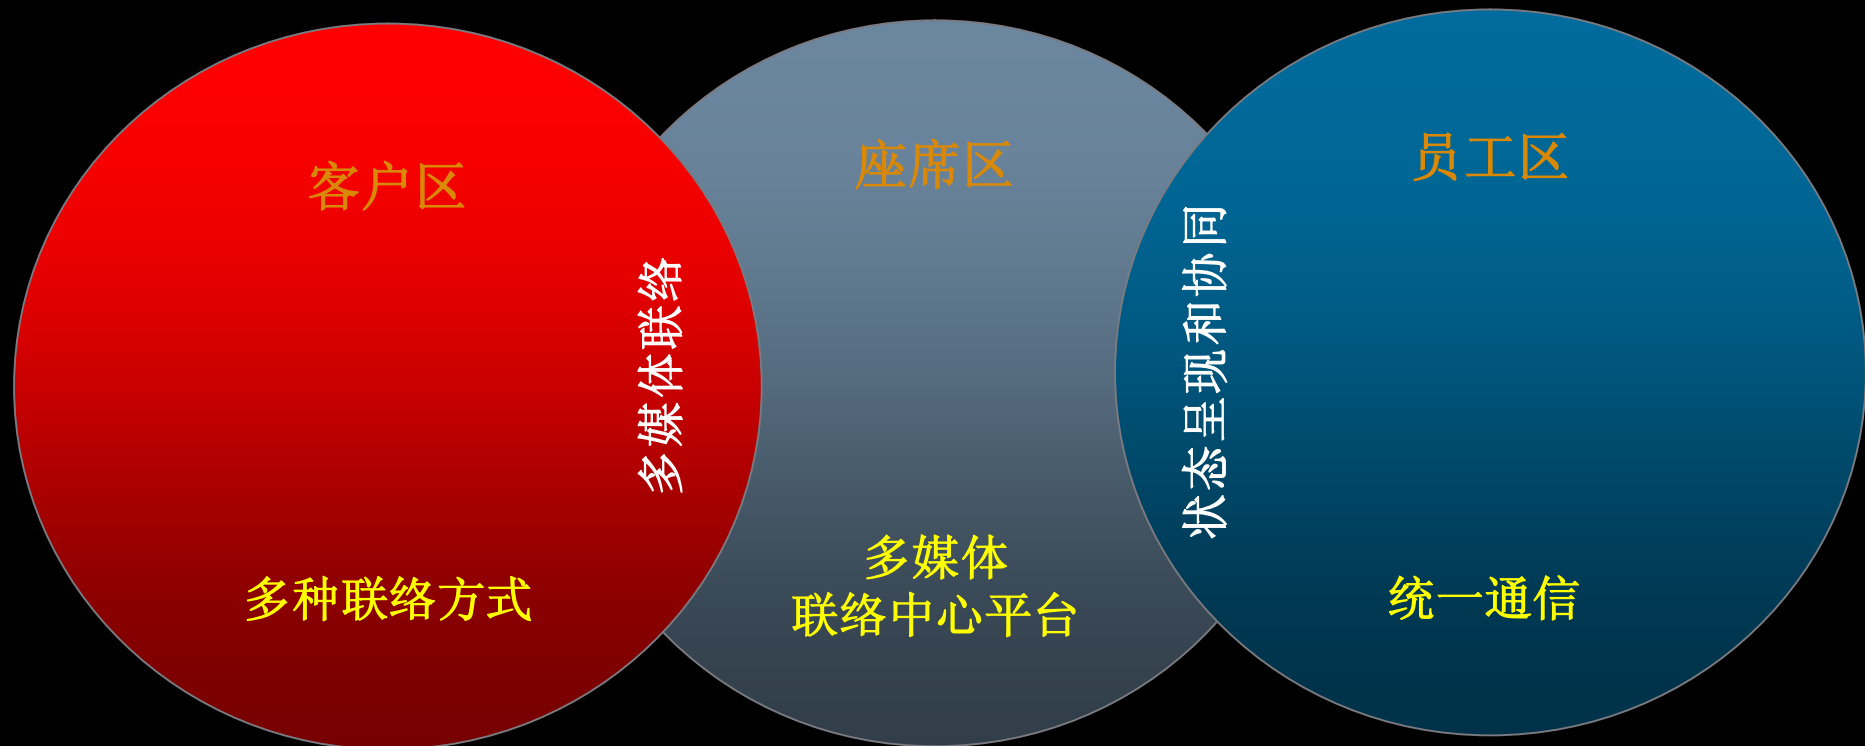 客户区
多媒体联络
多种联络方式
座席区
多媒体
联络中心平台
状态呈现和协同
员工区
统一通信